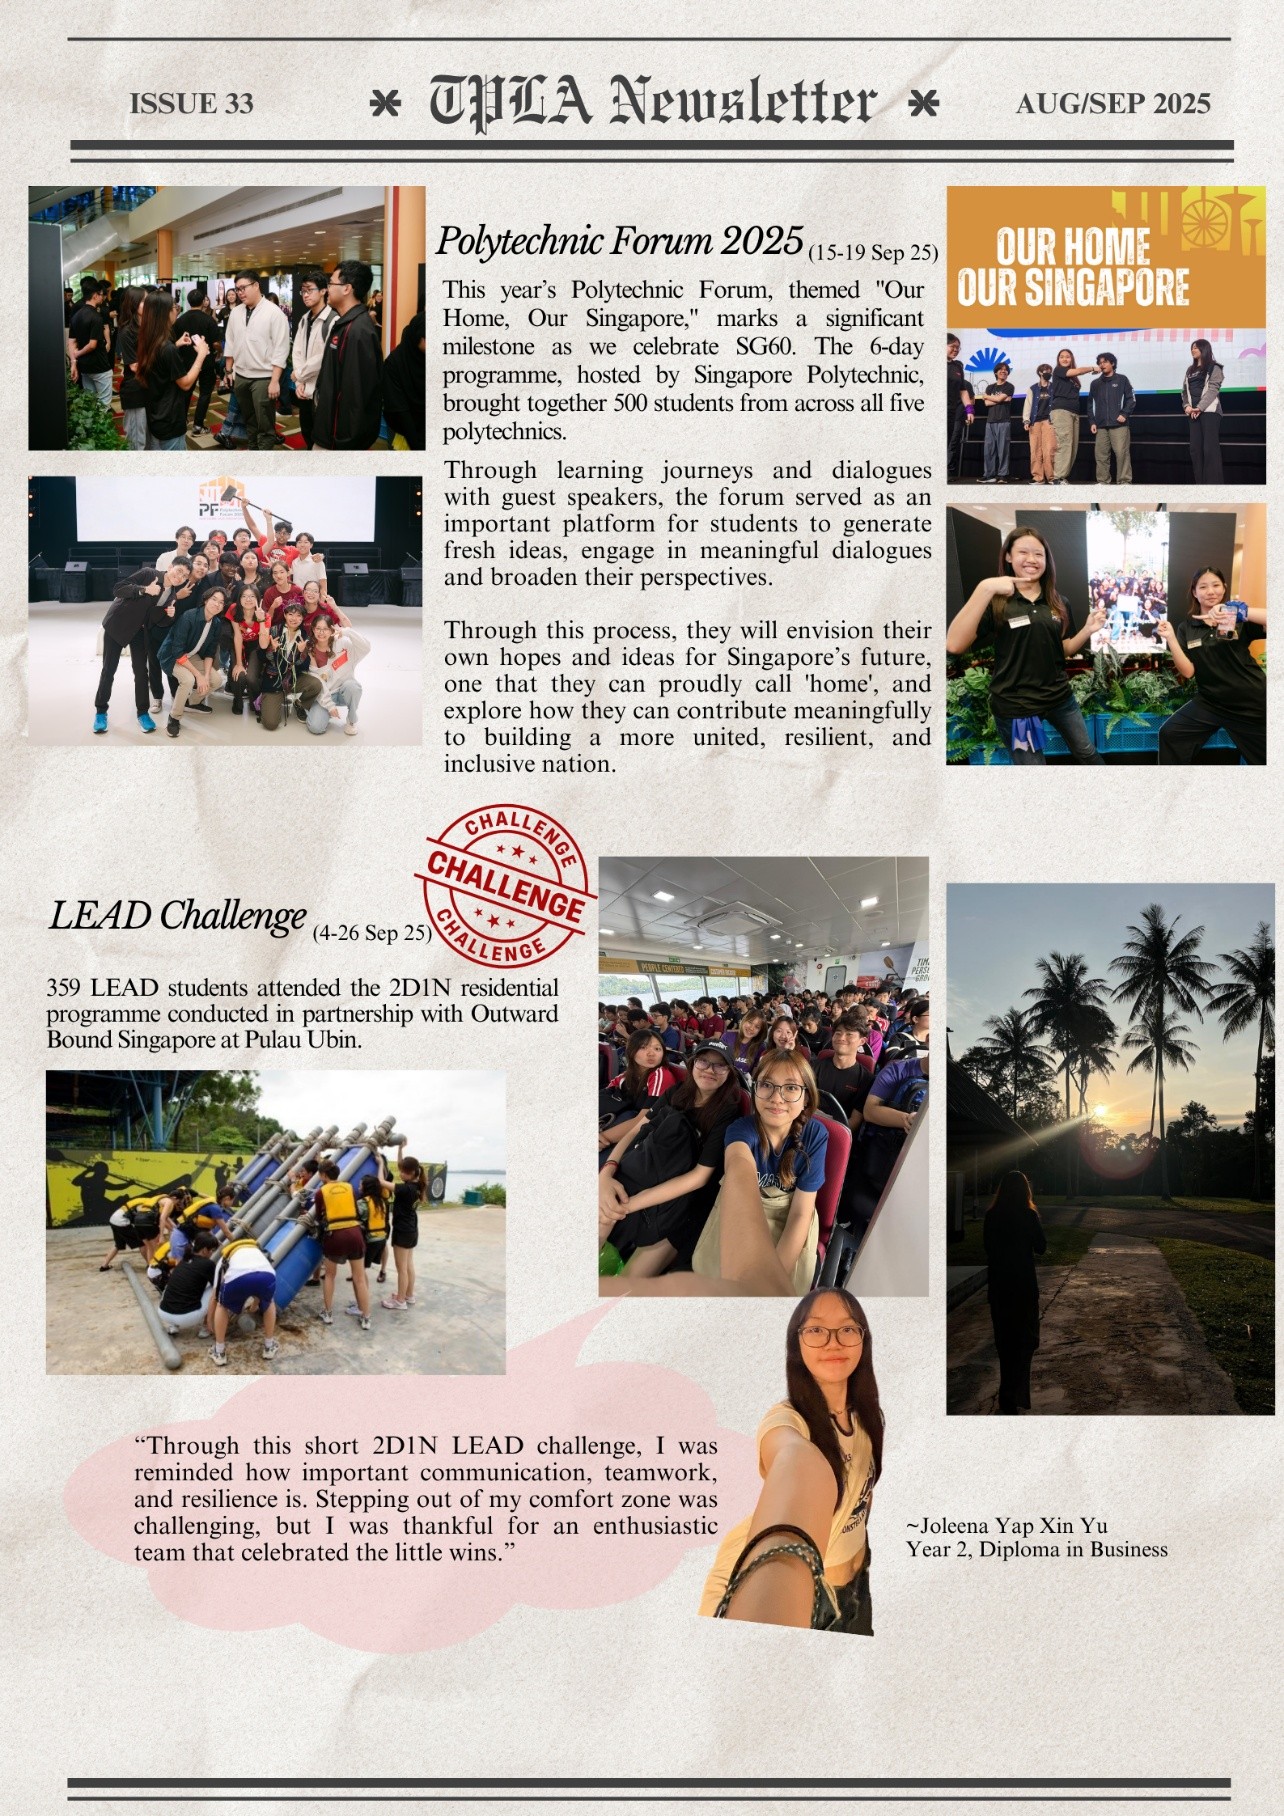 ISSUE 33
TPLA Newsletter
AUG/SEP 2025
Polytechnic Forum 2025 (15-19 Sep 25)
This year’s Polytechnic Forum, themed "Our
Home, Our Singapore," marks a significant
milestone as we celebrate SG60. The 6-day
programme, hosted by Singapore Polytechnic,
brought together 500 students from across all five
polytechnics.
Through learning journeys and dialogues
with guest speakers, the forum served as an
important platform for students to generate
fresh ideas, engage in meaningful dialogues
and broaden their perspectives.
Through this process, they will envision their
own hopes and ideas for Singapore’s future,
one that they can proudly call 'home', and
explore how they can contribute meaningfully
to building a more united, resilient, and
inclusive nation.
OUR HOME
OUR SINGAPORE
PF
CHALLENGE
CHALLENGE
CHALLENGE
LEAD Challenge (4-26 Sep 25)
359 LEAD students attended the 2D1N residential
programme conducted in partnership with Outward
Bound Singapore at Pulau Ubin.
PEOPLE CENTERED
“Through this short 2D1N LEAD challenge, I was
reminded how important communication, teamwork,
and resilience is. Stepping out of my comfort zone was
challenging, but I was thankful for an enthusiastic
team that celebrated the little wins.”
~Joleena Yap Xin Yu
Year 2, Diploma in Business